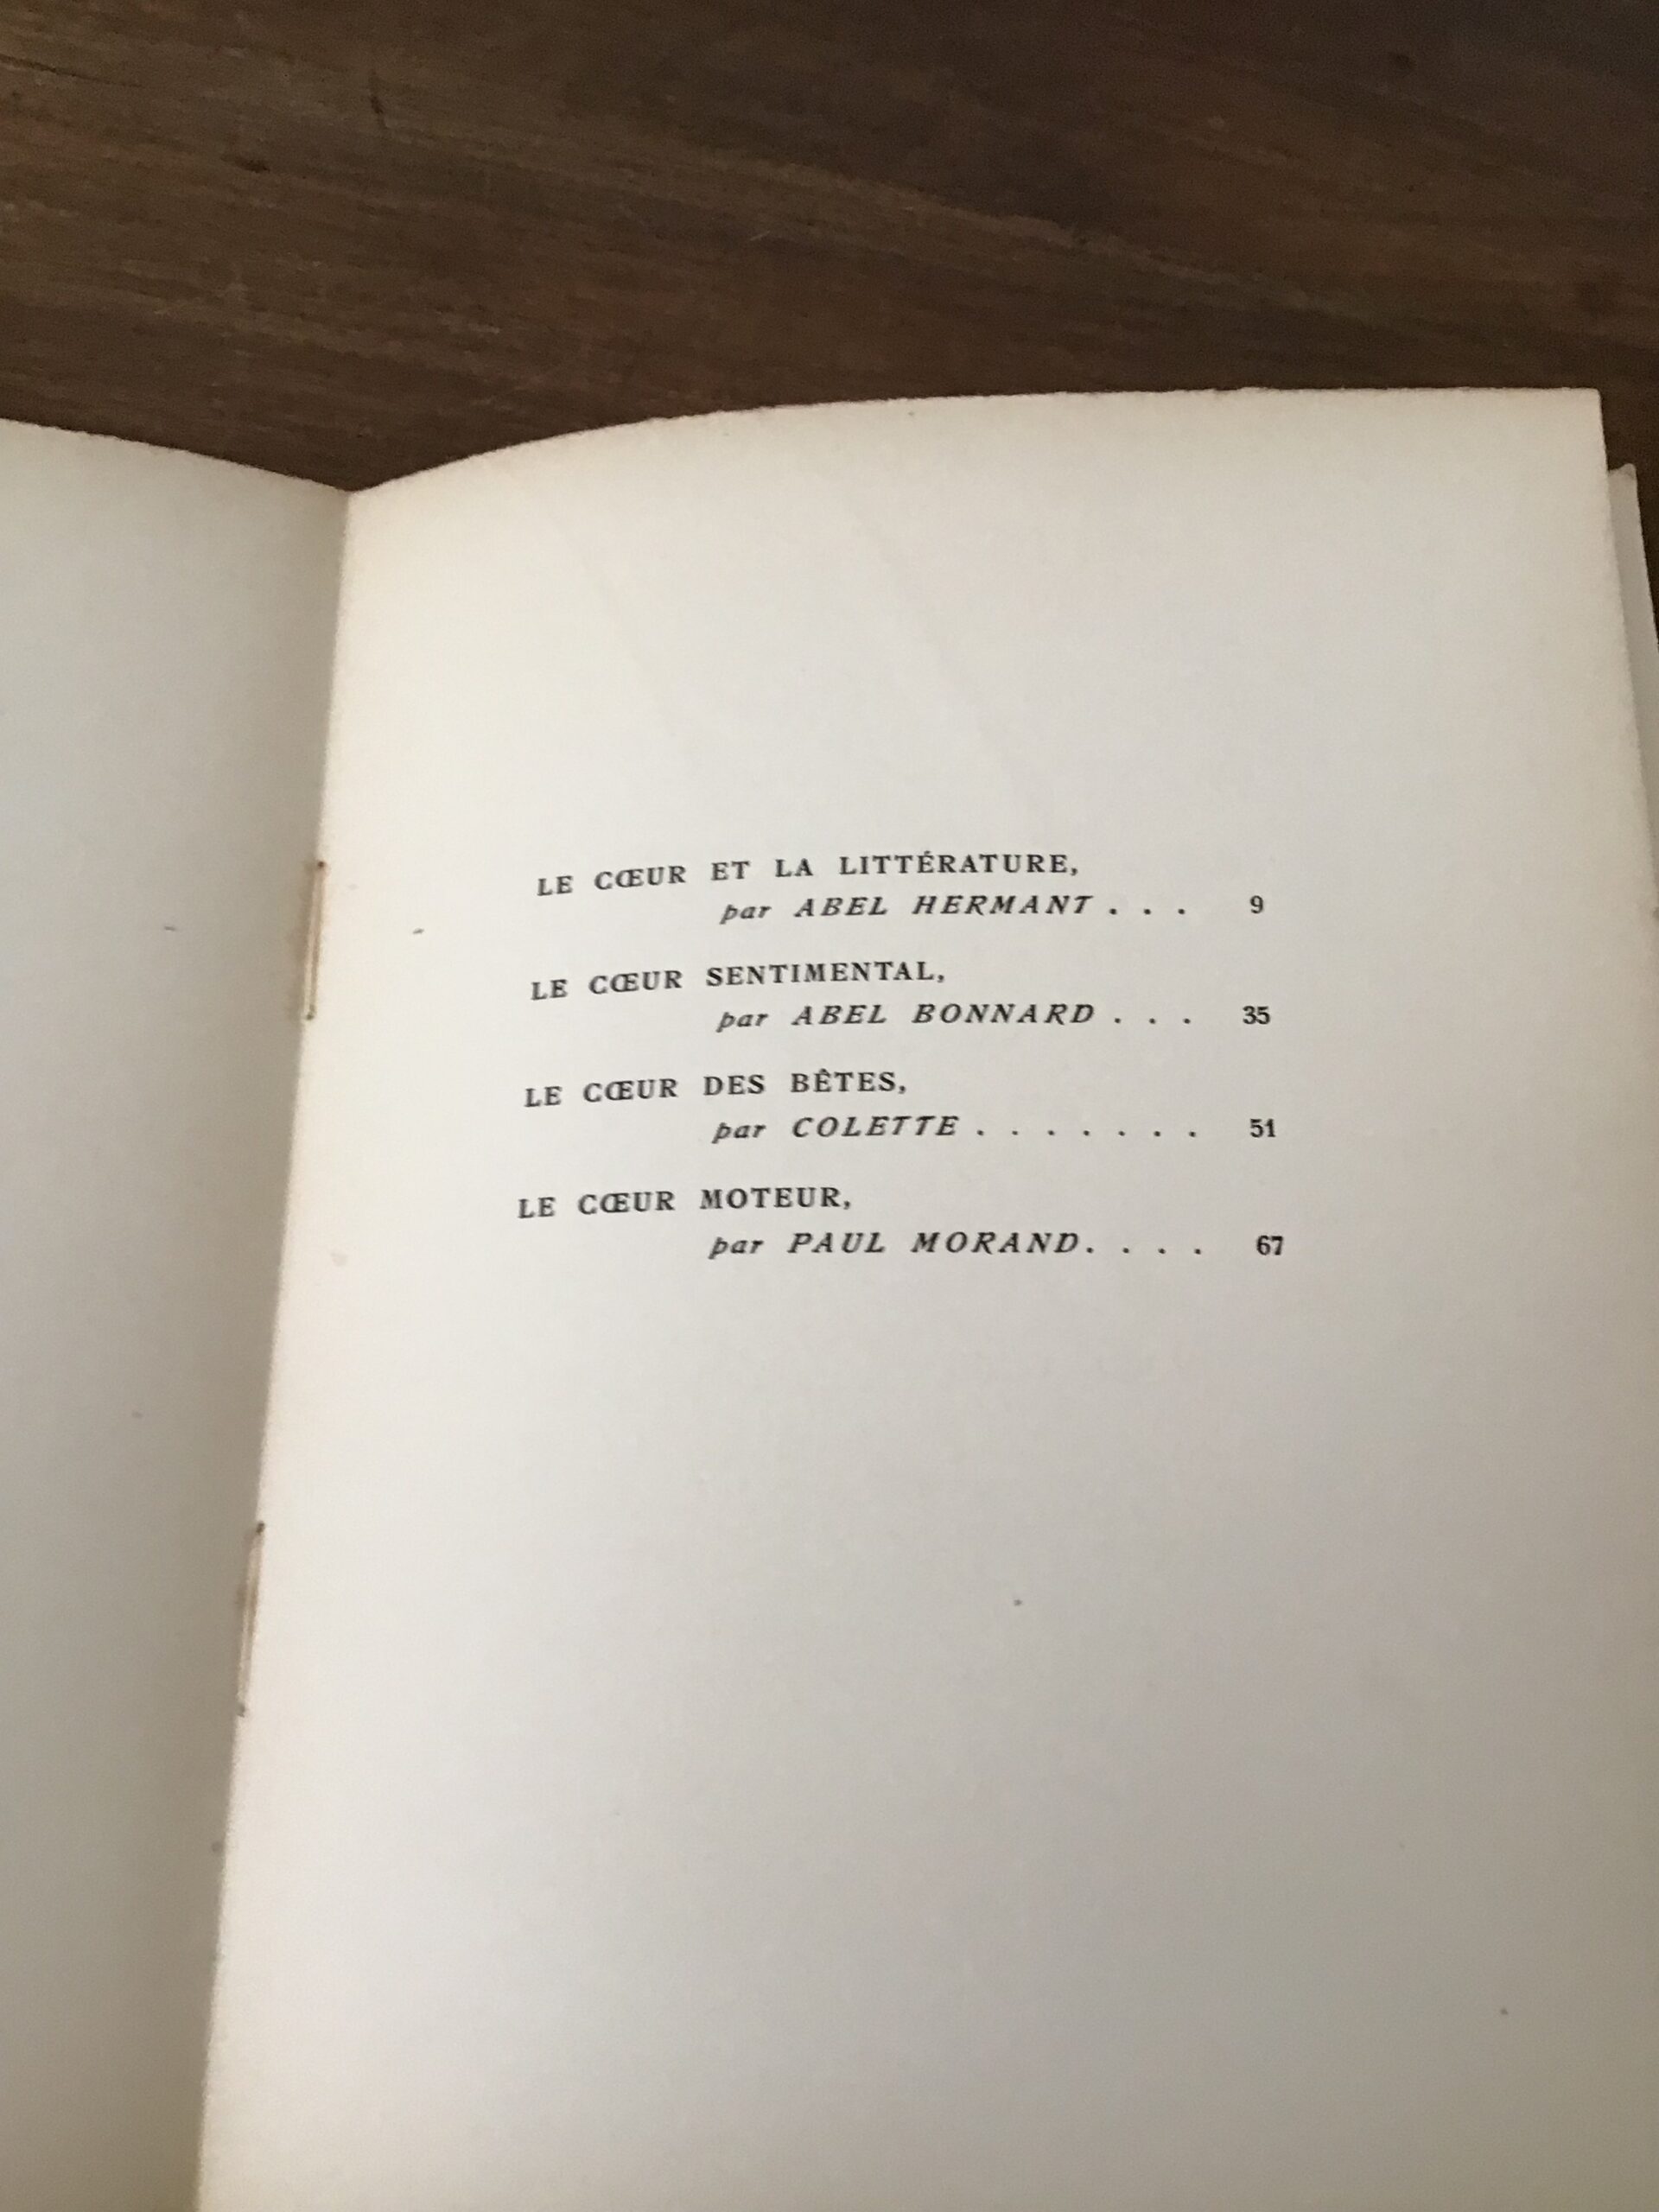 LE CŒUR ET LA LITTÉRATURE,
par ABEL HERMANT . . . 9
LE CŒUR SENTIMENTAL,
par ABEL BONNARD . . . 35
LE CŒUR DES BÊTES,
par COLETTE . . . . . . . 51
LE CŒUR MOTEUR,
par PAUL MORAND. . . . 67